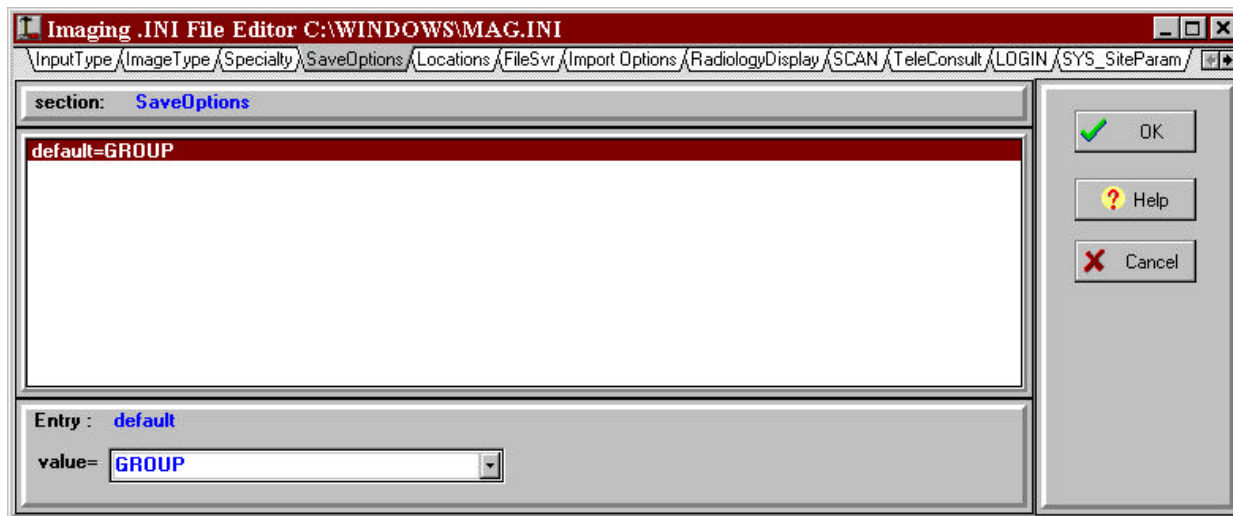 Imaging .INI File Editor C:\WINDOWS\MAG.INI
InputType ImageType Specialty SaveOptions Locations FileSvr Import Options RadiologyDisplay SCAN TeleConsult LOGIN SYS_SiteParam
section: SaveOptions
default=GROUP
OK
? Help
Cancel
Entry : default
value= GROUP